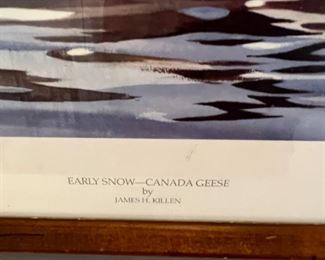 EARLY SNOW—CANADA GEESE
by
JAMES H. KILLEN